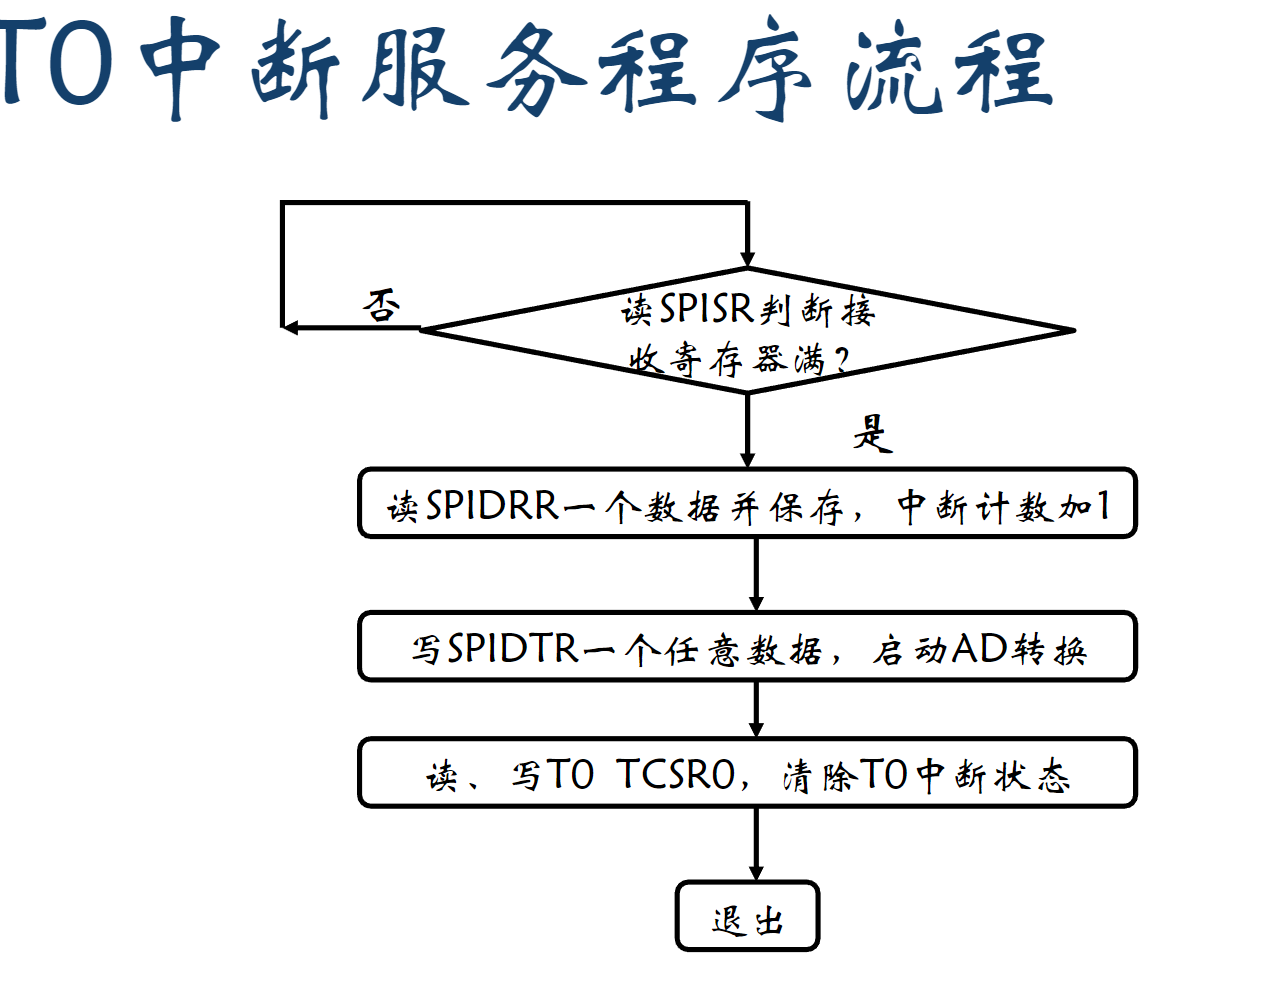 T0中断服务程序流程
否
读SPISR判断接
收寄存器满?
是
读SPIDRR一个数据并保存，中断计数加1
写SPIDTR一个任意数据，启动AD转换
读、写T0 TCSR0，清除T0中断状态
退出